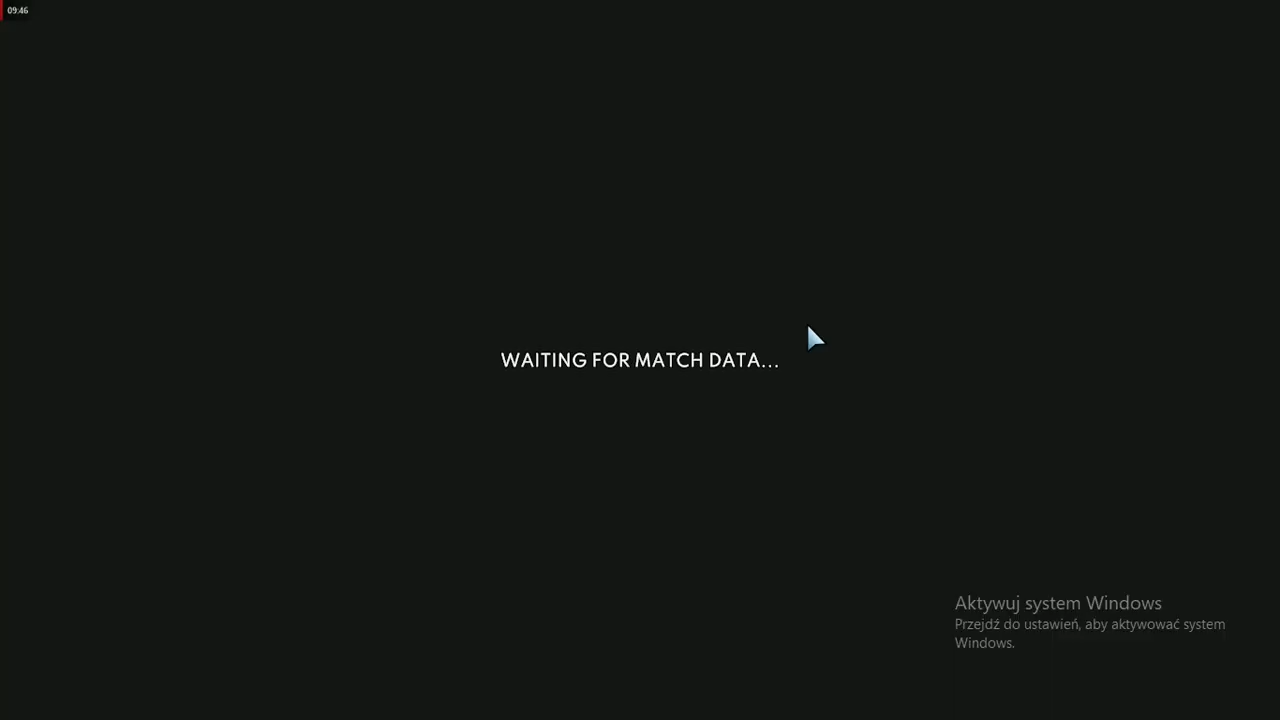 09:46
WAITING FOR MATCH DATA...
Aktywuj system Windows
Przejdź do ustawień, aby aktywować system
Windows.